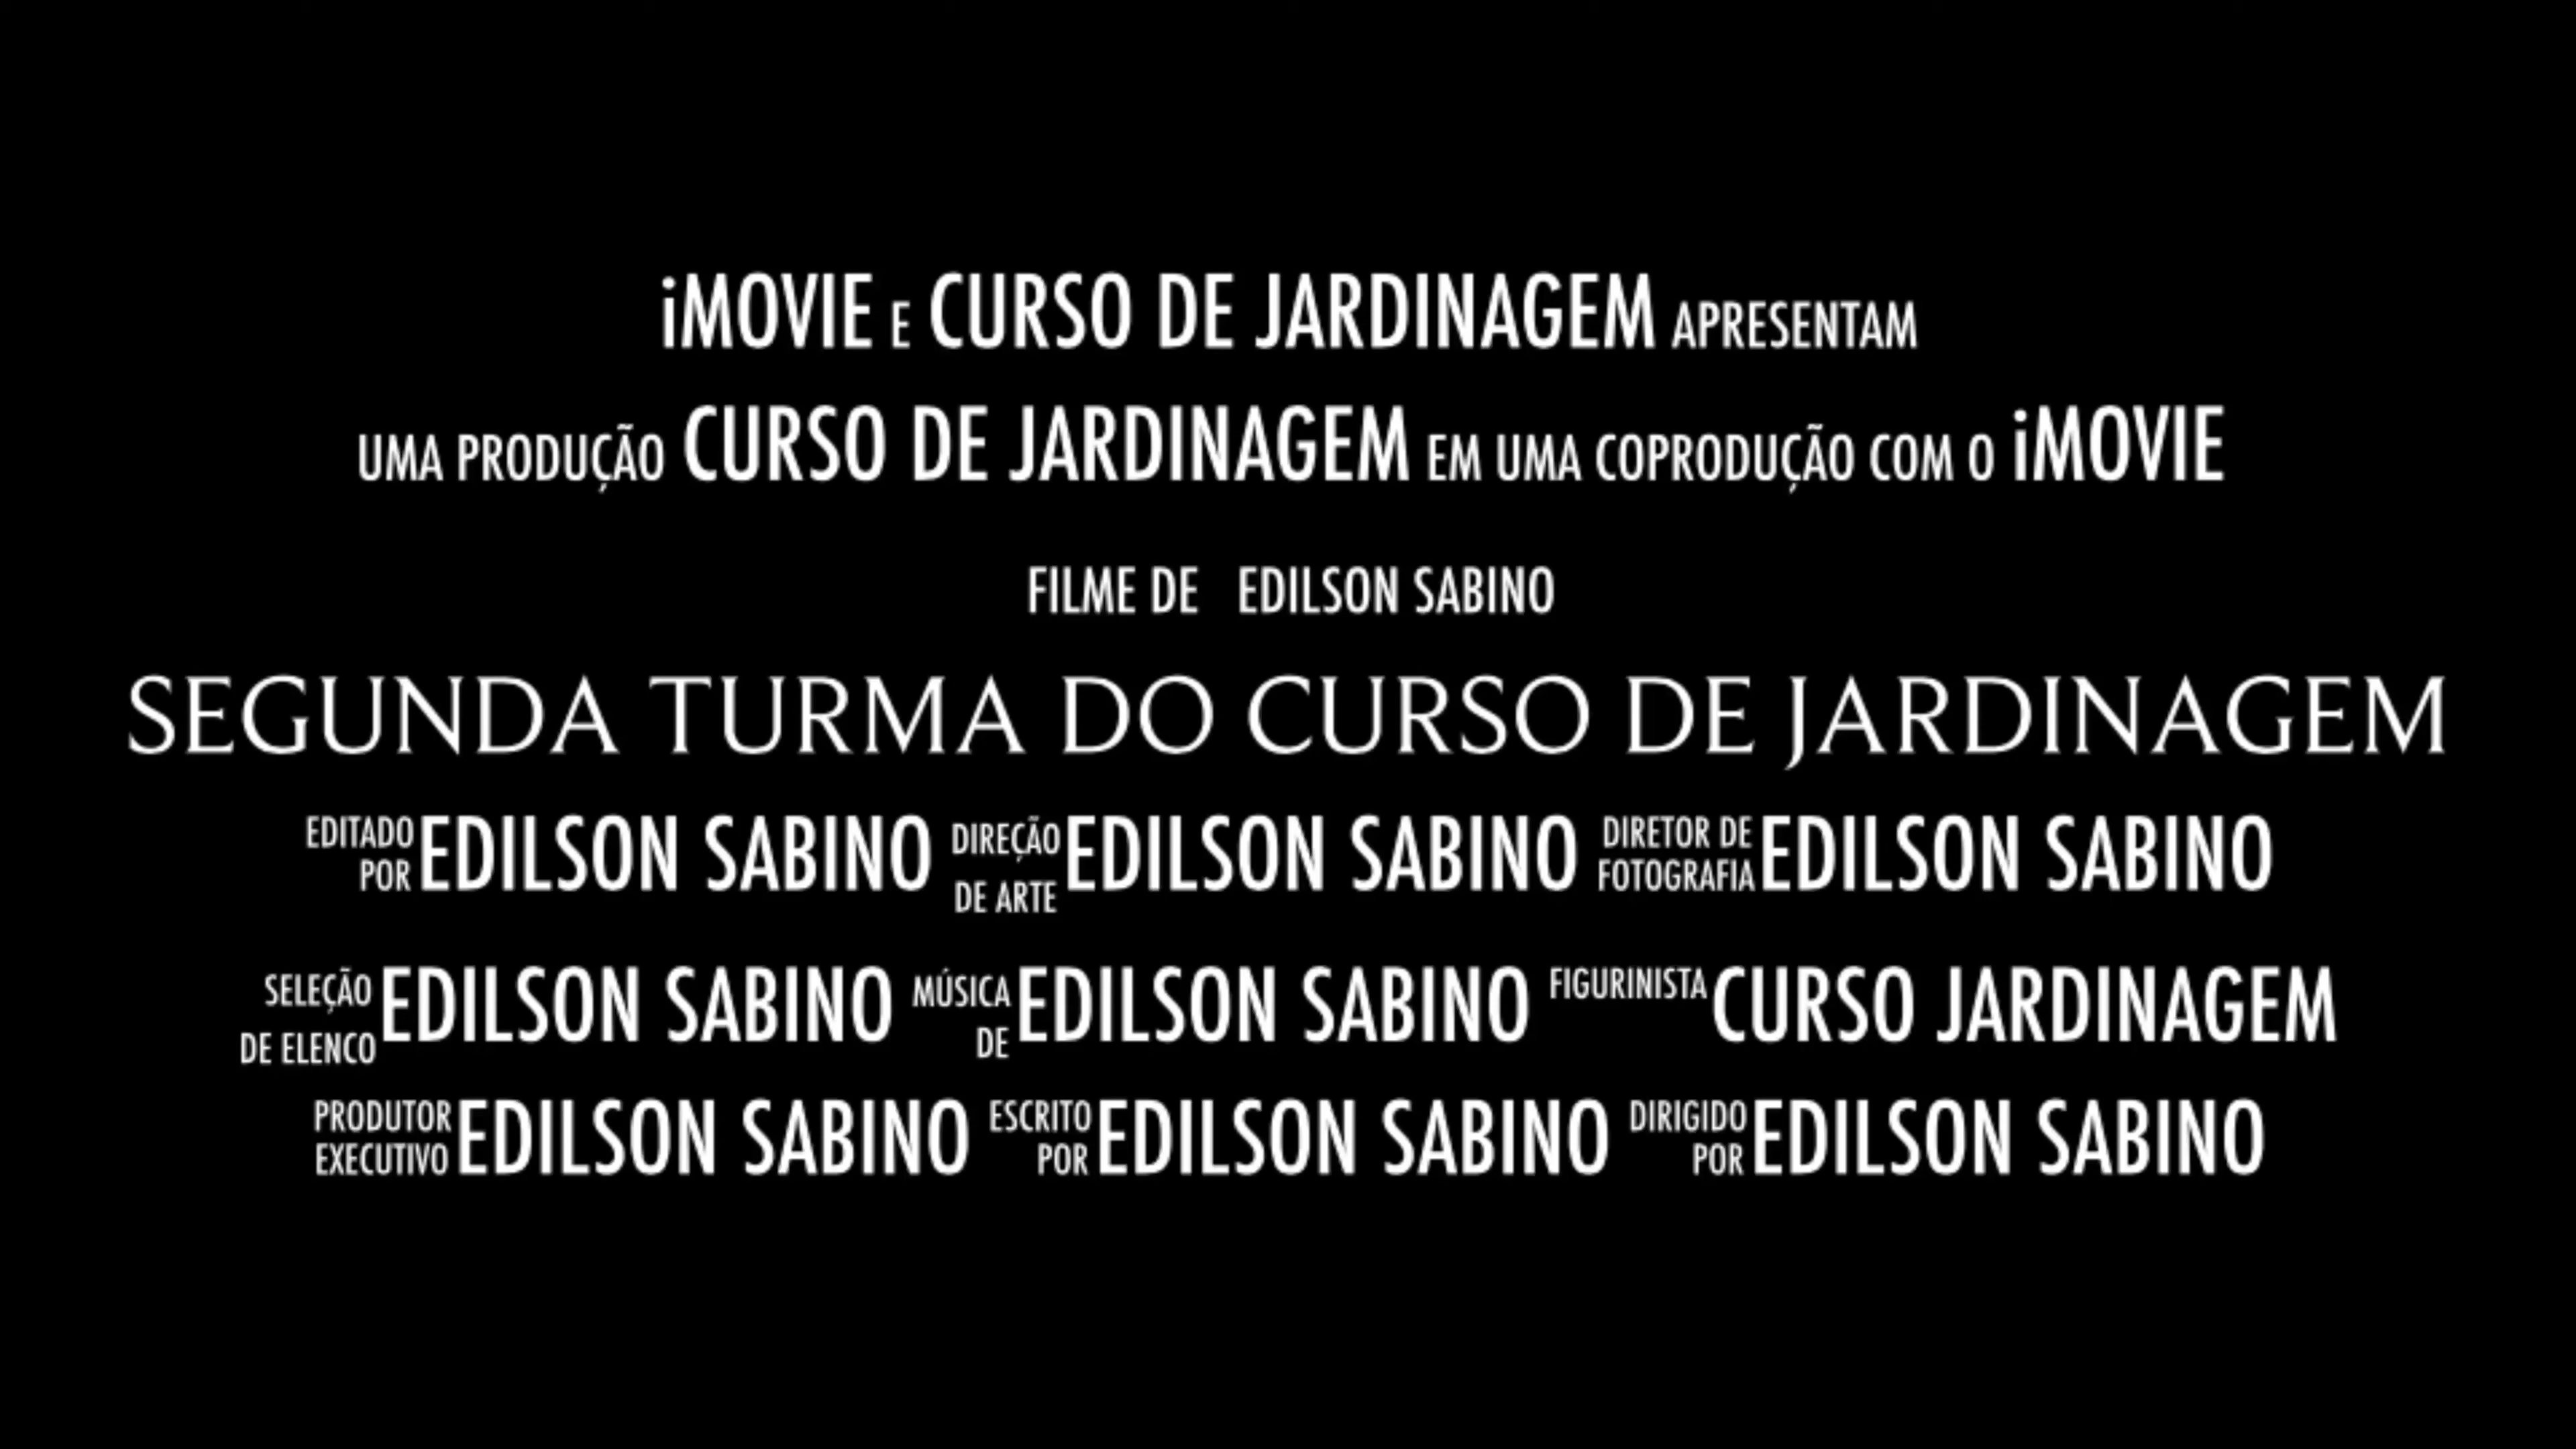 iMOVIE E CURSO DE JARDINAGEM APRESENTAM
UMA PRODUÇÃO CURSO DE JARDINAGEM EM UMA COPRODUÇÃO COM O iMOVIE
FILME DE EDILSON SABINO
SEGUNDA TURMA DO CURSO DE JARDINAGEM
EDITADO POR EDILSON SABINO DIREÇÃO DE ARTE EDILSON SABINO DIRETOR DE FOTOGRAFIA EDILSON SABINO
SELEÇÃO DE ELENCO EDILSON SABINO MÚSICA DE EDILSON SABINO FIGURINISTA CURSO JARDINAGEM
PRODUTOR EXECUTIVO EDILSON SABINO ESCRITO POR EDILSON SABINO DIRIGIDO POR EDILSON SABINO